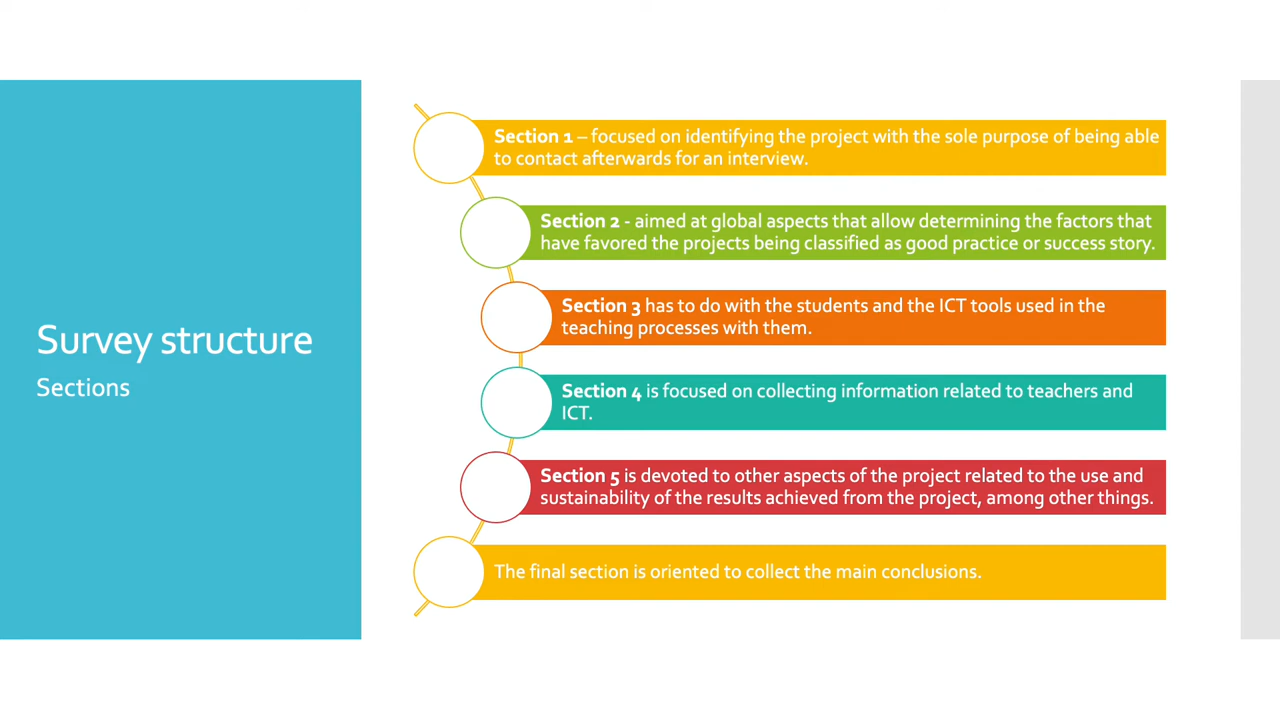 Survey structure
Sections
Section 1 – focused on identifying the project with the sole purpose of being able
to contact afterwards for an interview.
Section 2 - aimed at global aspects that allow determining the factors that
have favored the projects being classified as good practice or success story.
Section 3 has to do with the students and the ICT tools used in the
teaching processes with them.
Section 4 is focused on collecting information related to teachers and
ICT.
Section 5 is devoted to other aspects of the project related to the use and
sustainability of the results achieved from the project, among other things.
The final section is oriented to collect the main conclusions.